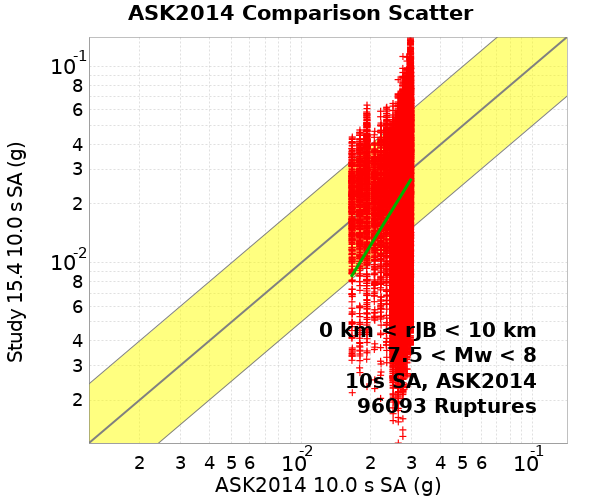 ASK2014 Comparison Scatter
Study 15.4 10.0 s SA (g)
10-1
8
6
4
3
2
10-2
8
6
4
3
2
0 km < rJB < 10 km
7.5 < Mw < 8
10s SA, ASK2014
96093 Ruptures
2 3 4 5 6 10-2 2 3 4 5 6 10-1
ASK2014 10.0 s SA (g)